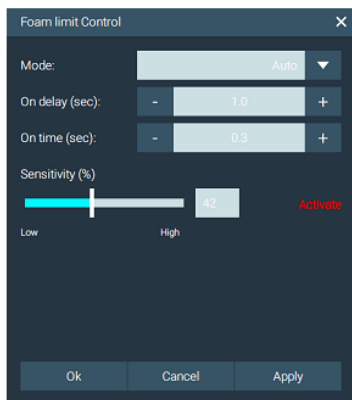 Foam limit Control ×
Mode: Auto
On delay (sec): - 1.0 +
On time (sec): - 0.3 +
Sensitivity (%)
42 Activate
Low High
Ok Cancel Apply